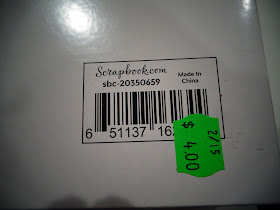 Scrapbook.com
sbc-20350659
Made In
China
6 51137 16
2/15
$ 4.00